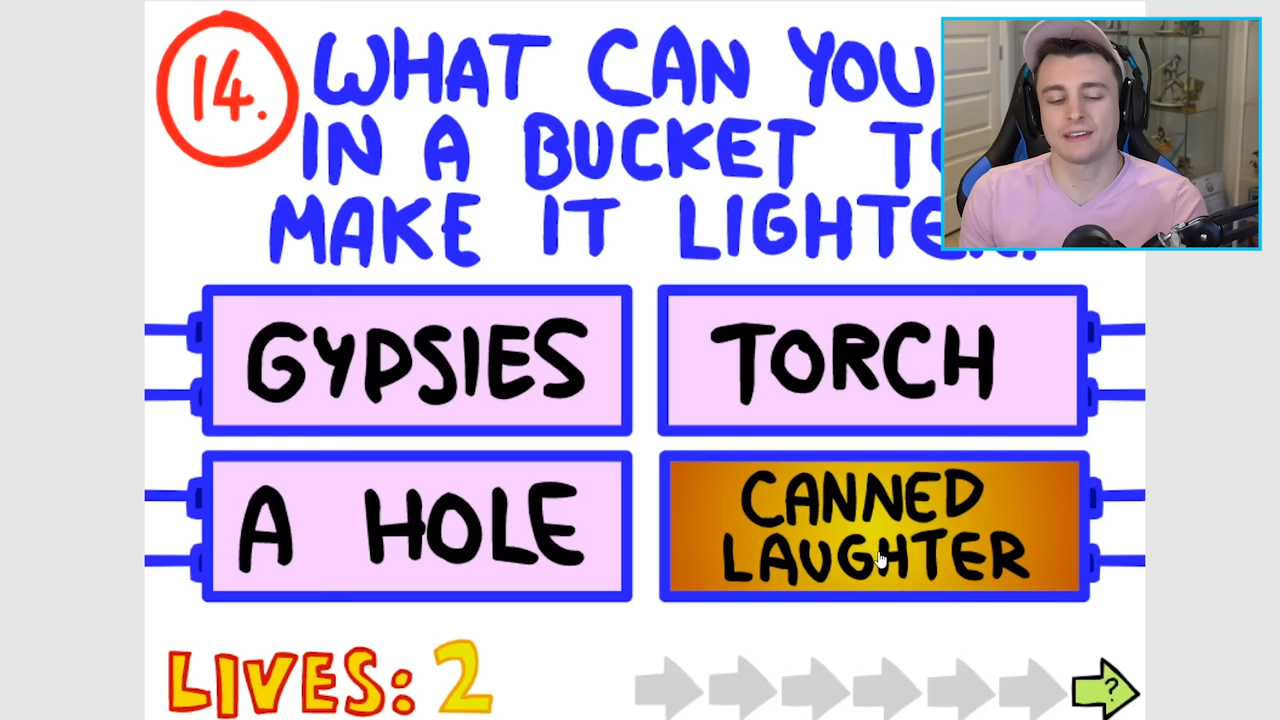 14.
WHAT CAN YOU
IN A BUCKET
MAKE IT
GYPSIES
TORCH
A HOLE
CANNED
LAUGHTER
LIVES: 2
?